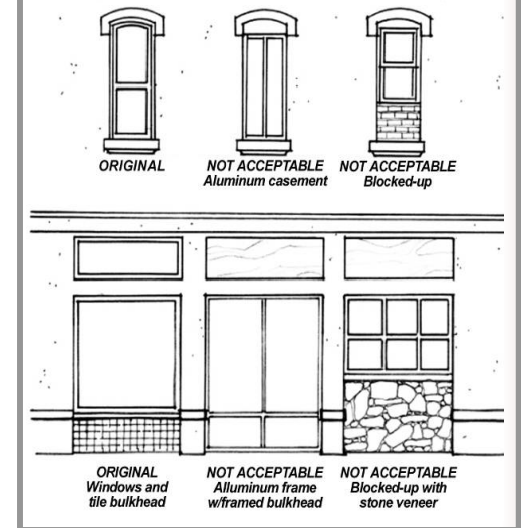 ORIGINAL
NOT ACCEPTABLE
Aluminum casement
NOT ACCEPTABLE
Blocked-up
ORIGINAL
Windows and
tile bulkhead
NOT ACCEPTABLE
Alluminum frame
w/framed bulkhead
NOT ACCEPTABLE
Blocked-up with
stone veneer